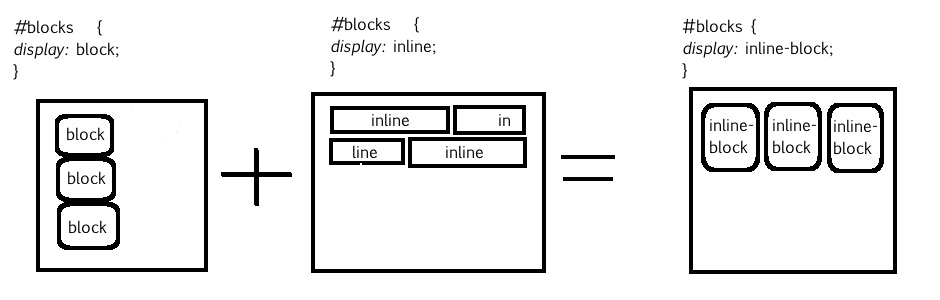 #blocks {
display: block;
}
block
block
block
#blocks {
display: inline;
}
inline
in
line
inline
#blocks {
display: inline-block;
}
inline-
block
inline-
block
inline-
block